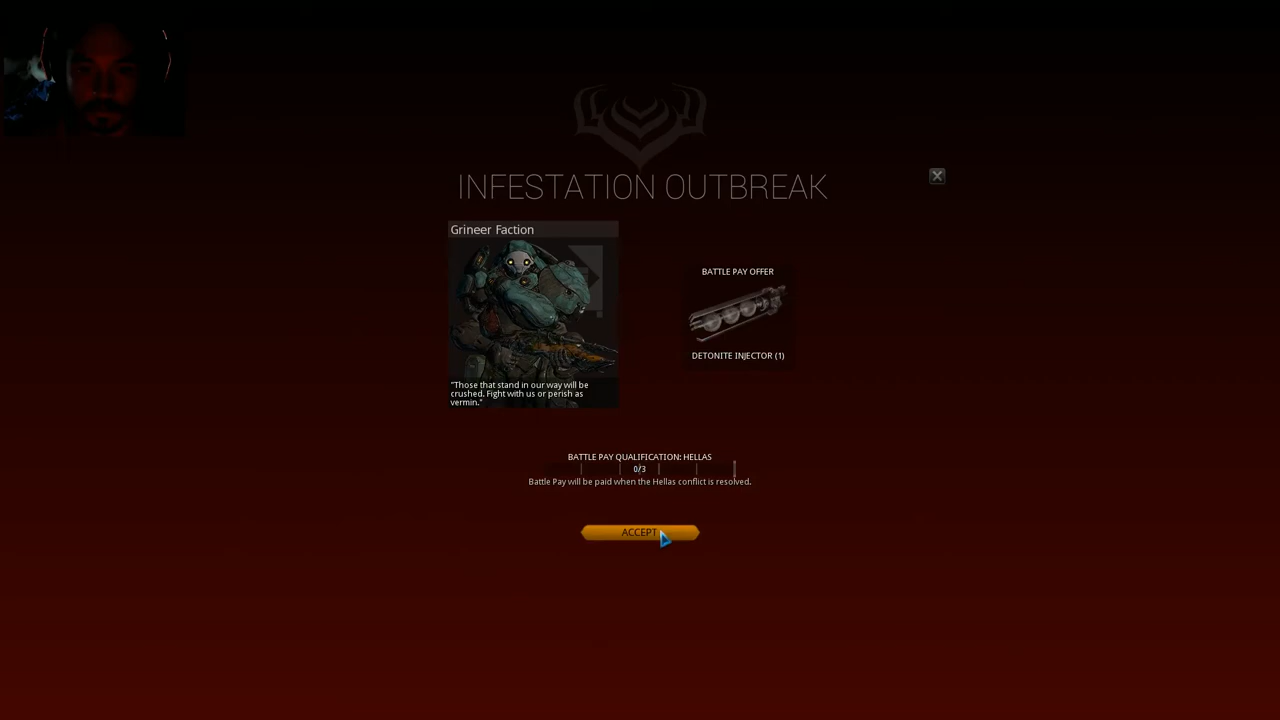 INFESTATION OUTBREAK
Grineer Faction
"Those that stand in our way will be
crushed. Fight with us or perish as
vermin."
BATTLE PAY OFFER
DETONITE INJECTOR (1)
BATTLE PAY QUALIFICATION: HELLAS
0/3
Battle Pay will be paid when the Hellas conflict is resolved.
ACCEPT